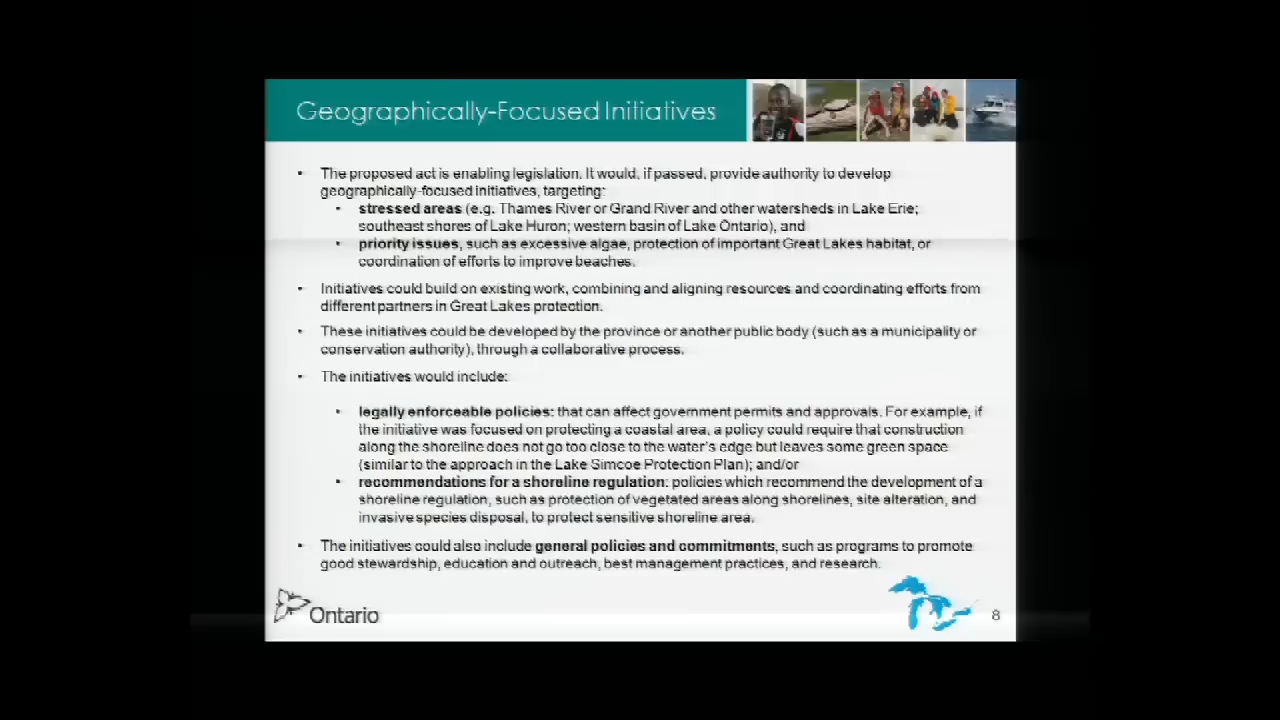 Geographically-Focused Initiatives
• The proposed act is enabling legislation. It would, if passed, provide authority to develop
geographically-focused initiatives, targeting:
• stressed areas (e.g. Thames River or Grand River and other watersheds in Lake Erie;
southeast shores of Lake Huron; western basin of Lake Ontario), and
• priority issues, such as excessive algae, protection of important Great Lakes habitat, or
coordination of efforts to improve beaches.
• Initiatives could build on existing work, combining and aligning resources and coordinating efforts from
different partners in Great Lakes protection.
• These initiatives could be developed by the province or another public body (such as a municipality or
conservation authority), through a collaborative process.
• The initiatives would include:
• legally enforceable policies: that can affect government permits and approvals. For example, if
the initiative was focused on protecting a coastal area, a policy could require that construction
along the shoreline does not go too close to the water's edge but leaves some green space
(similar to the approach in the Lake Simcoe Protection Plan); and/or
• recommendations for a shoreline regulation: policies which recommend the development of a
shoreline regulation, such as protection of vegetated areas along shorelines, site alteration, and
invasive species disposal, to protect sensitive shoreline area.
• The initiatives could also include general policies and commitments, such as programs to promote
good stewardship, education and outreach, best management practices, and research.
Ontario
8